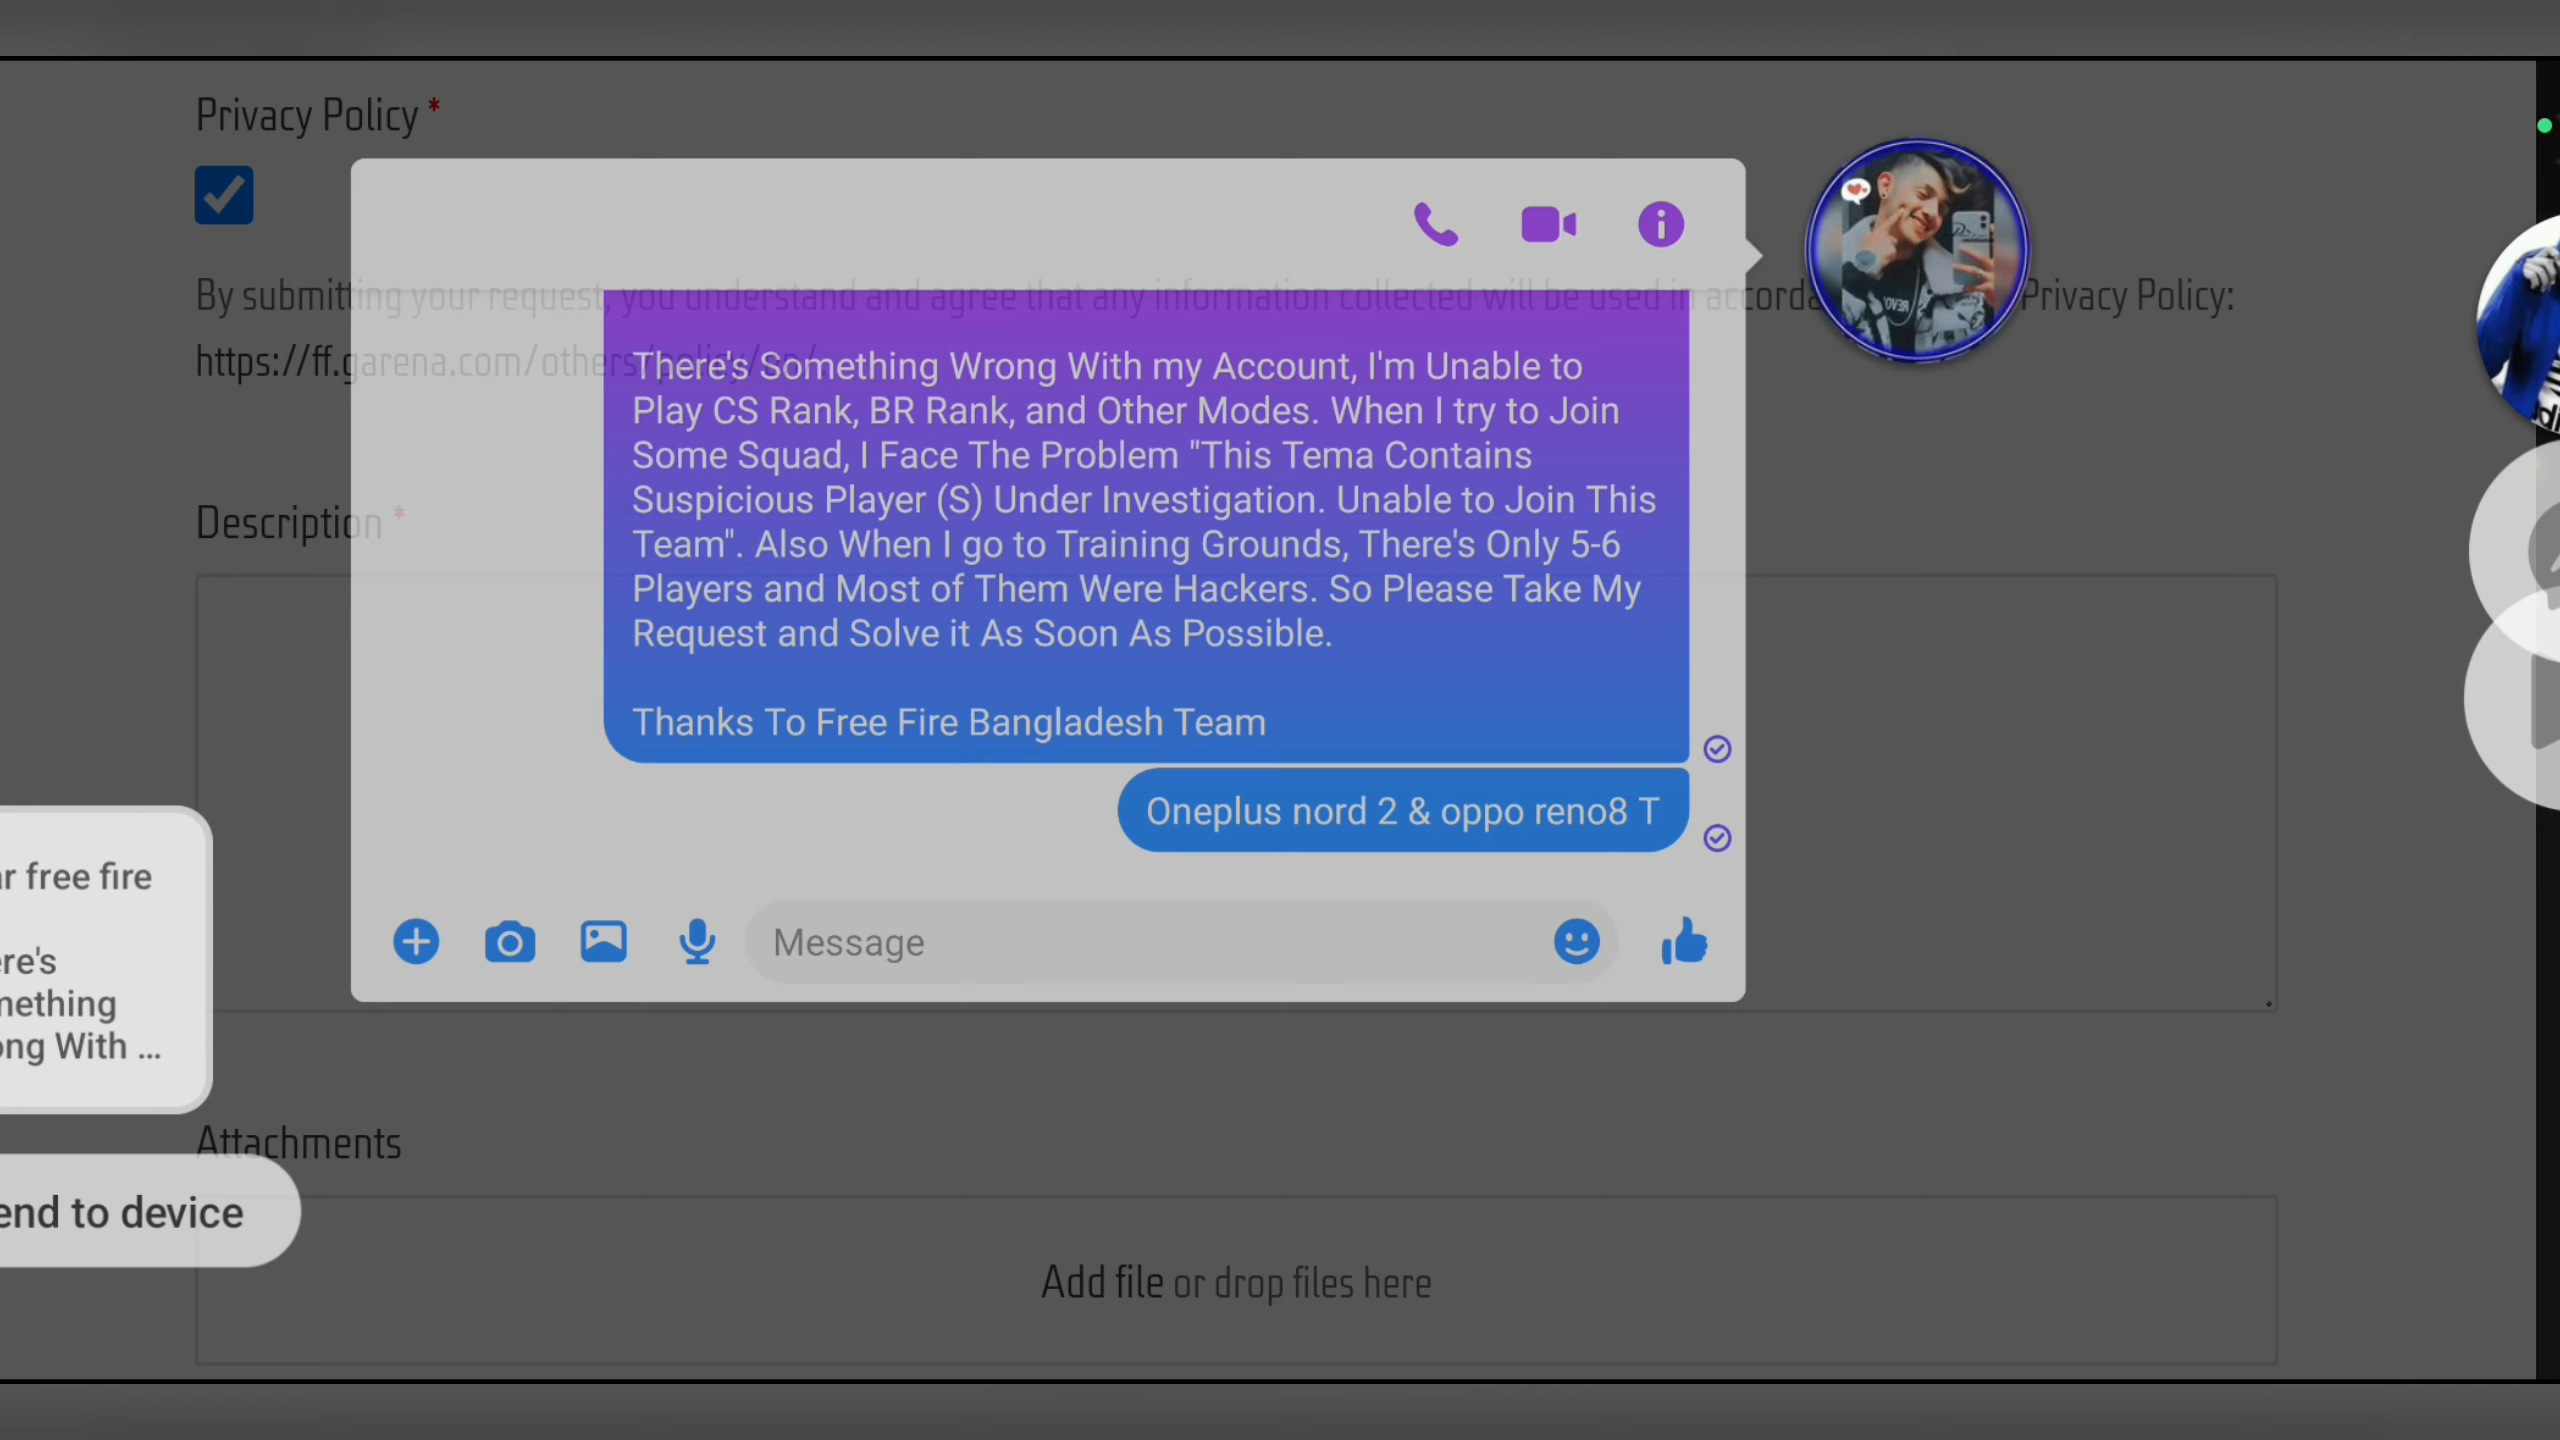 Privacy Policy *
By submitting your request, you understand and agree that any information collected will be used in accorda Privacy Policy:
https://ff.garena.com/others/policy/en/
There's Something Wrong With my Account, I'm Unable to
Play CS Rank, BR Rank, and Other Modes. When I try to Join
Some Squad, I Face The Problem "This Tema Contains
Suspicious Player (S) Under Investigation. Unable to Join This
Team". Also When I go to Training Grounds, There's Only 5-6
Players and Most of Them Were Hackers. So Please Take My
Request and Solve it As Soon As Possible.
Thanks To Free Fire Bangladesh Team
Description *
Oneplus nord 2 & oppo reno8 T
Message
ar free fire
ere's
mething
ong With ...
Attachments
end to device
Add file or drop files here